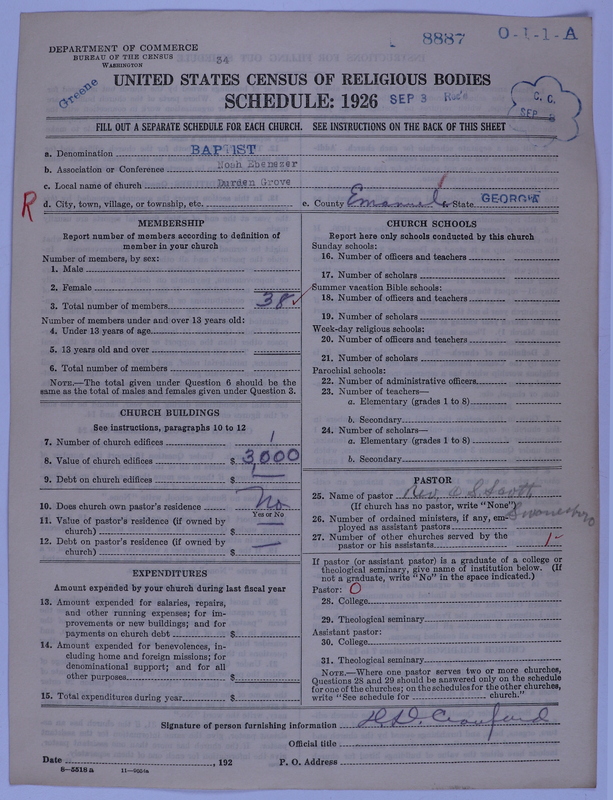 8887
O-1-1-A
DEPARTMENT OF COMMERCE
BUREAU OF THE CENSUS
WASHINGTON
34
Greene
UNITED STATES CENSUS OF RELIGIOUS BODIES
SCHEDULE: 1926
SEP 3 Rec'd
C. C.
SEP
FILL OUT A SEPARATE SCHEDULE FOR EACH CHURCH. SEE INSTRUCTIONS ON THE BACK OF THIS SHEET
a. Denomination BAPTIST
b. Association or Conference Noah Ebenezer
c. Local name of church Durden Grove
R
d. City, town, village, or township, etc.
e. County Emanuel f. State GEORGIA
MEMBERSHIP
Report number of members according to definition of
member in your church
Number of members, by sex:
1. Male
2. Female
3. Total number of members 38 ✓
Number of members under and over 13 years old:
4. Under 13 years of age
5. 13 years old and over
6. Total number of members
NOTE.—The total given under Question 6 should be the
same as the total of males and females given under Question 3.
CHURCH BUILDINGS
See instructions, paragraphs 10 to 12
7. Number of church edifices 1
8. Value of church edifices $ 3,000
9. Debt on church edifices $ —
10. Does church own pastor's residence No
Yes or No
11. Value of pastor's residence (if owned by
church) $ —
12. Debt on pastor's residence (if owned by
church) $ —
EXPENDITURES
Amount expended by your church during last fiscal year
13. Amount expended for salaries, repairs,
and other running expenses; for im-
provements or new buildings; and for
payments on church debt $
14. Amount expended for benevolences, in-
cluding home and foreign missions; for
denominational support; and for all
other purposes $
15. Total expenditures during year $
CHURCH SCHOOLS
Report here only schools conducted by this church
Sunday schools:
16. Number of officers and teachers
17. Number of scholars
Summer vacation Bible schools:
18. Number of officers and teachers
19. Number of scholars
Week-day religious schools:
20. Number of officers and teachers
21. Number of scholars
Parochial schools:
22. Number of administrative officers
23. Number of teachers—
a. Elementary (grades 1 to 8)
b. Secondary
24. Number of scholars—
a. Elementary (grades 1 to 8)
b. Secondary
PASTOR
25. Name of pastor Rev. A. S. Scott
(If church has no pastor, write "None") Swainsboro
26. Number of ordained ministers, if any, em-
ployed as assistant pastors
27. Number of other churches served by the
pastor or his assistants 1-
If pastor (or assistant pastor) is a graduate of a college or
theological seminary, give name of institution below. (If
not a graduate, write "No" in the space indicated.)
Pastor: O
28. College
29. Theological seminary
Assistant pastor:
30. College
31. Theological seminary
NOTE.—Where one pastor serves two or more churches,
Questions 28 and 29 should be answered only on the schedule
for one of the churches; on the schedules for the other churches,
write "See schedule for church."
Signature of person furnishing information Crawford
Official title
Date , 192 P. O. Address
8—5518 a 11—9954a